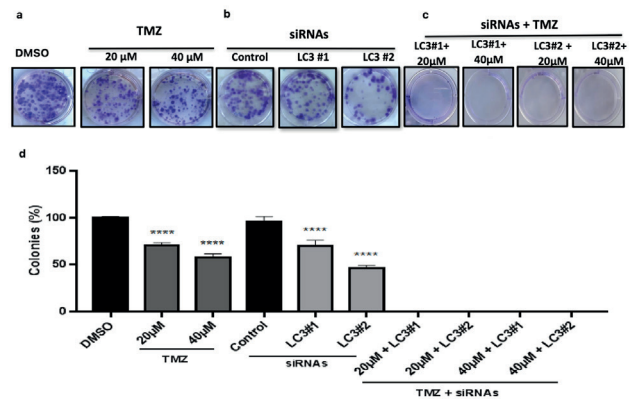 a
b
c
DMSO
TMZ
20 µM 40 µM
siRNAs
Control LC3 #1 LC3 #2
siRNAs + TMZ
LC3#1+ LC3#1+ LC3#2 + LC3#2+
20µM 40µM 20µM 40µM
d
Colonies (%)
150
100
50
0
**** **** **** ****
DMSO
20µM
40µM
Control
LC3#1
LC3#2
20µM + LC3#1
20µM + LC3#2
40µM + LC3#1
40µM + LC3#2
TMZ
siRNAs
TMZ + siRNAs